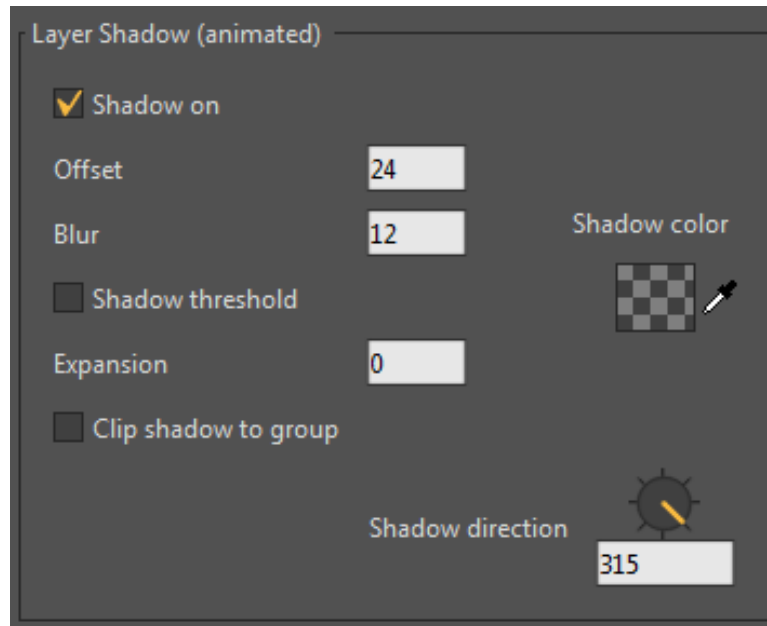 Layer Shadow (animated)
Shadow on
Offset 24
Blur 12
Shadow color
Shadow threshold
Expansion 0
Clip shadow to group
Shadow direction
315